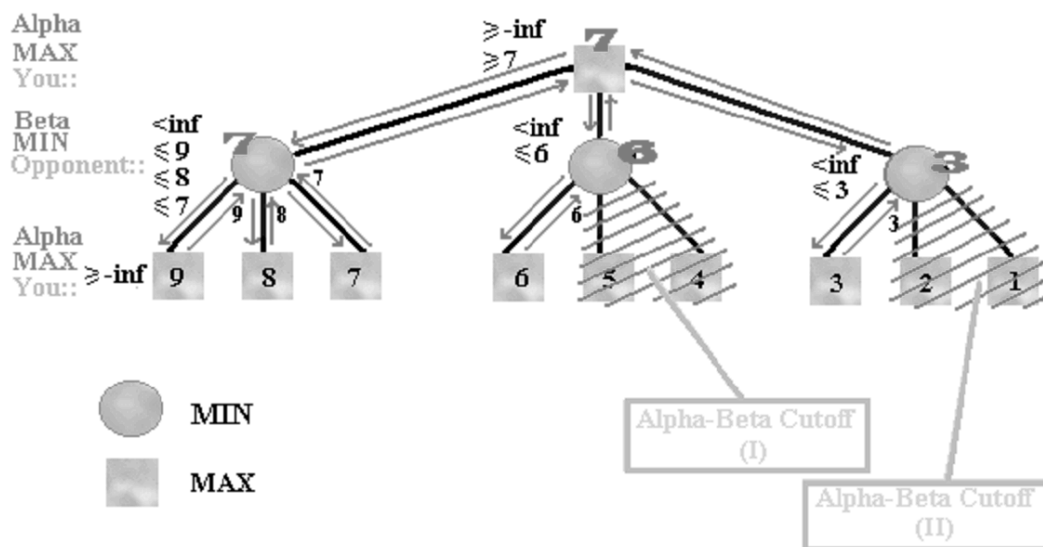 Alpha
MAX
You::
≥-inf
≥7
7
Beta
MIN
Opponent::
<inf
≤9
≤8
≤7
7
7
9
8
<inf
≤6
6
6
<inf
≤3
3
3
Alpha
MAX
You::
≥-inf
9
8
7
6
5
4
3
2
1
MIN
MAX
Alpha-Beta Cutoff
(I)
Alpha-Beta Cutoff
(II)